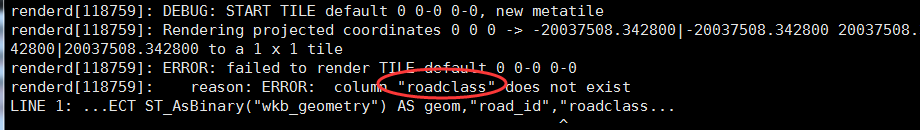 renderd[118759]: DEBUG: START TILE default 0 0-0 0-0, new metatile
renderd[118759]: Rendering projected coordinates 0 0 0 -> -20037508.342800|-20037508.342800 20037508.
42800|20037508.342800 to a 1 x 1 tile
renderd[118759]: ERROR: failed to render TILE default 0 0-0 0-0
renderd[118759]:    reason: ERROR:  column "roadclass" does not exist
LINE 1: ...ECT ST_AsBinary("wkb_geometry") AS geom,"road_id","roadclass...
^